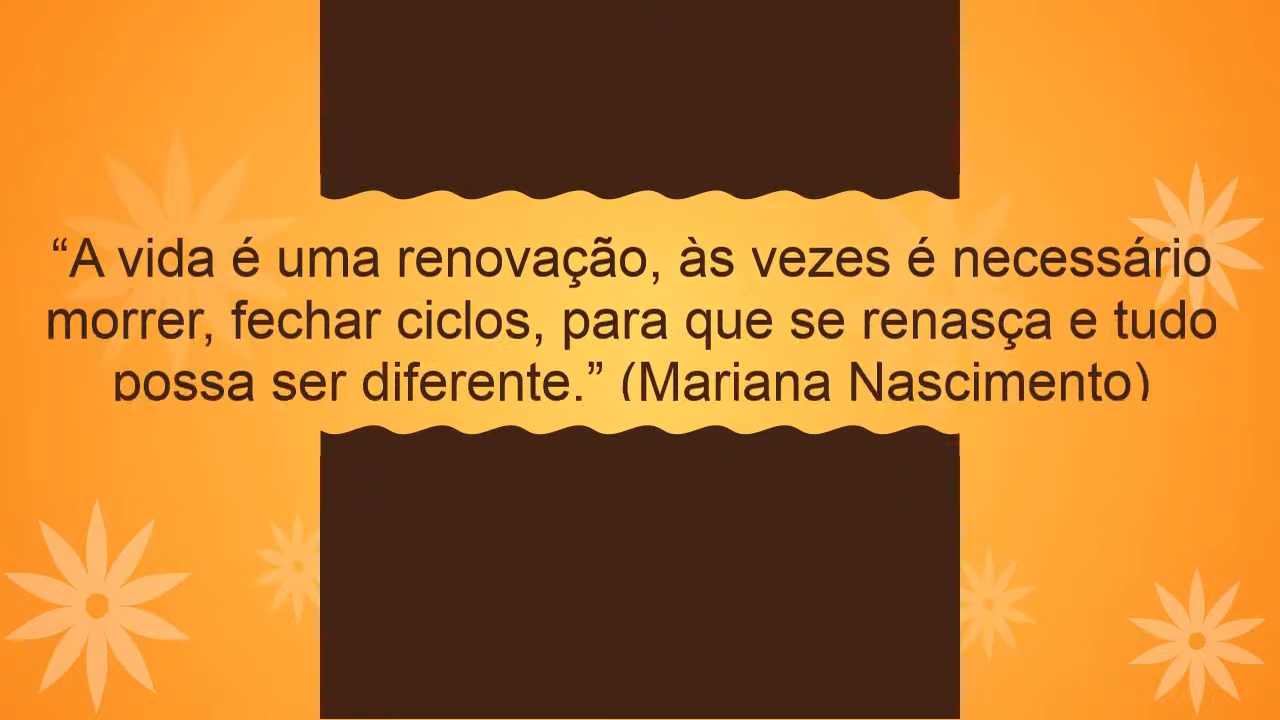 “A vida é uma renovação, às vezes é necessário
morrer, fechar ciclos, para que se renasça e tudo
possa ser diferente.” (Mariana Nascimento)